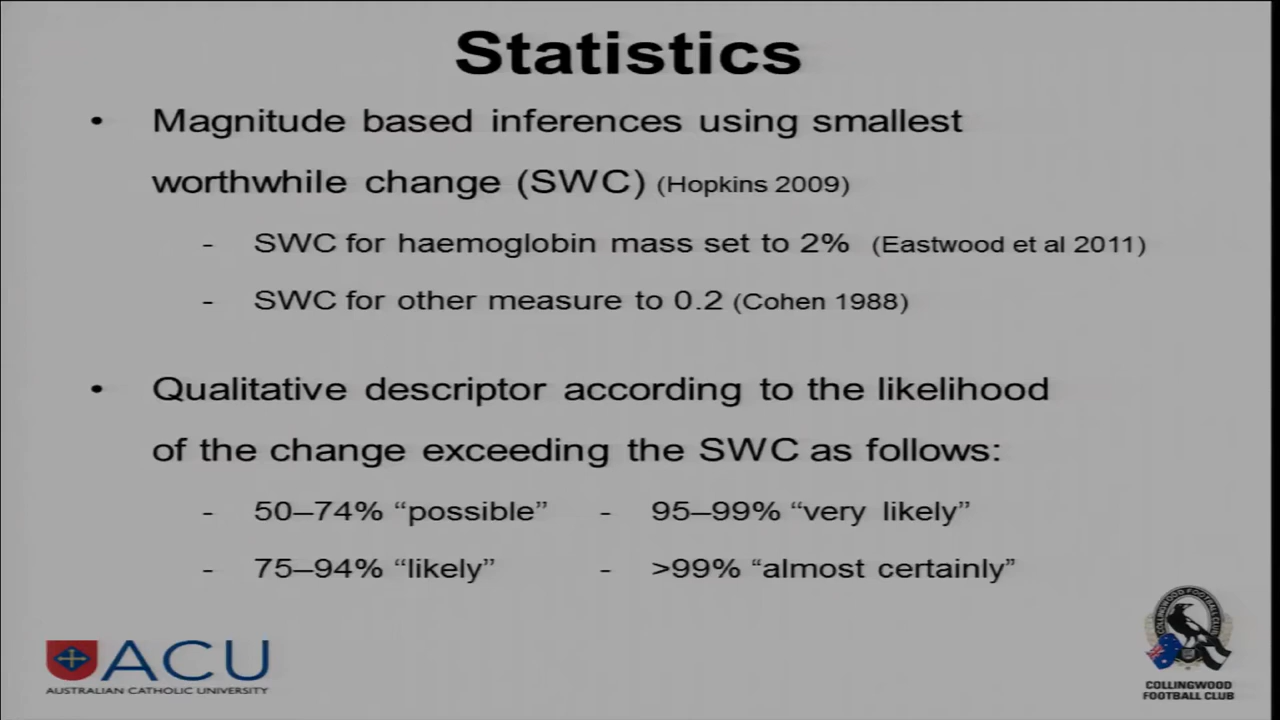 Statistics
• Magnitude based inferences using smallest
worthwhile change (SWC) (Hopkins 2009)
- SWC for haemoglobin mass set to 2% (Eastwood et al 2011)
- SWC for other measure to 0.2 (Cohen 1988)
• Qualitative descriptor according to the likelihood
of the change exceeding the SWC as follows:
- 50–74% “possible” - 95–99% “very likely”
- 75–94% “likely” - >99% “almost certainly”
ACU
AUSTRALIAN CATHOLIC UNIVERSITY
COLLINGWOOD FOOTBALL CLUB
COLLINGWOOD
FOOTBALL CLUB